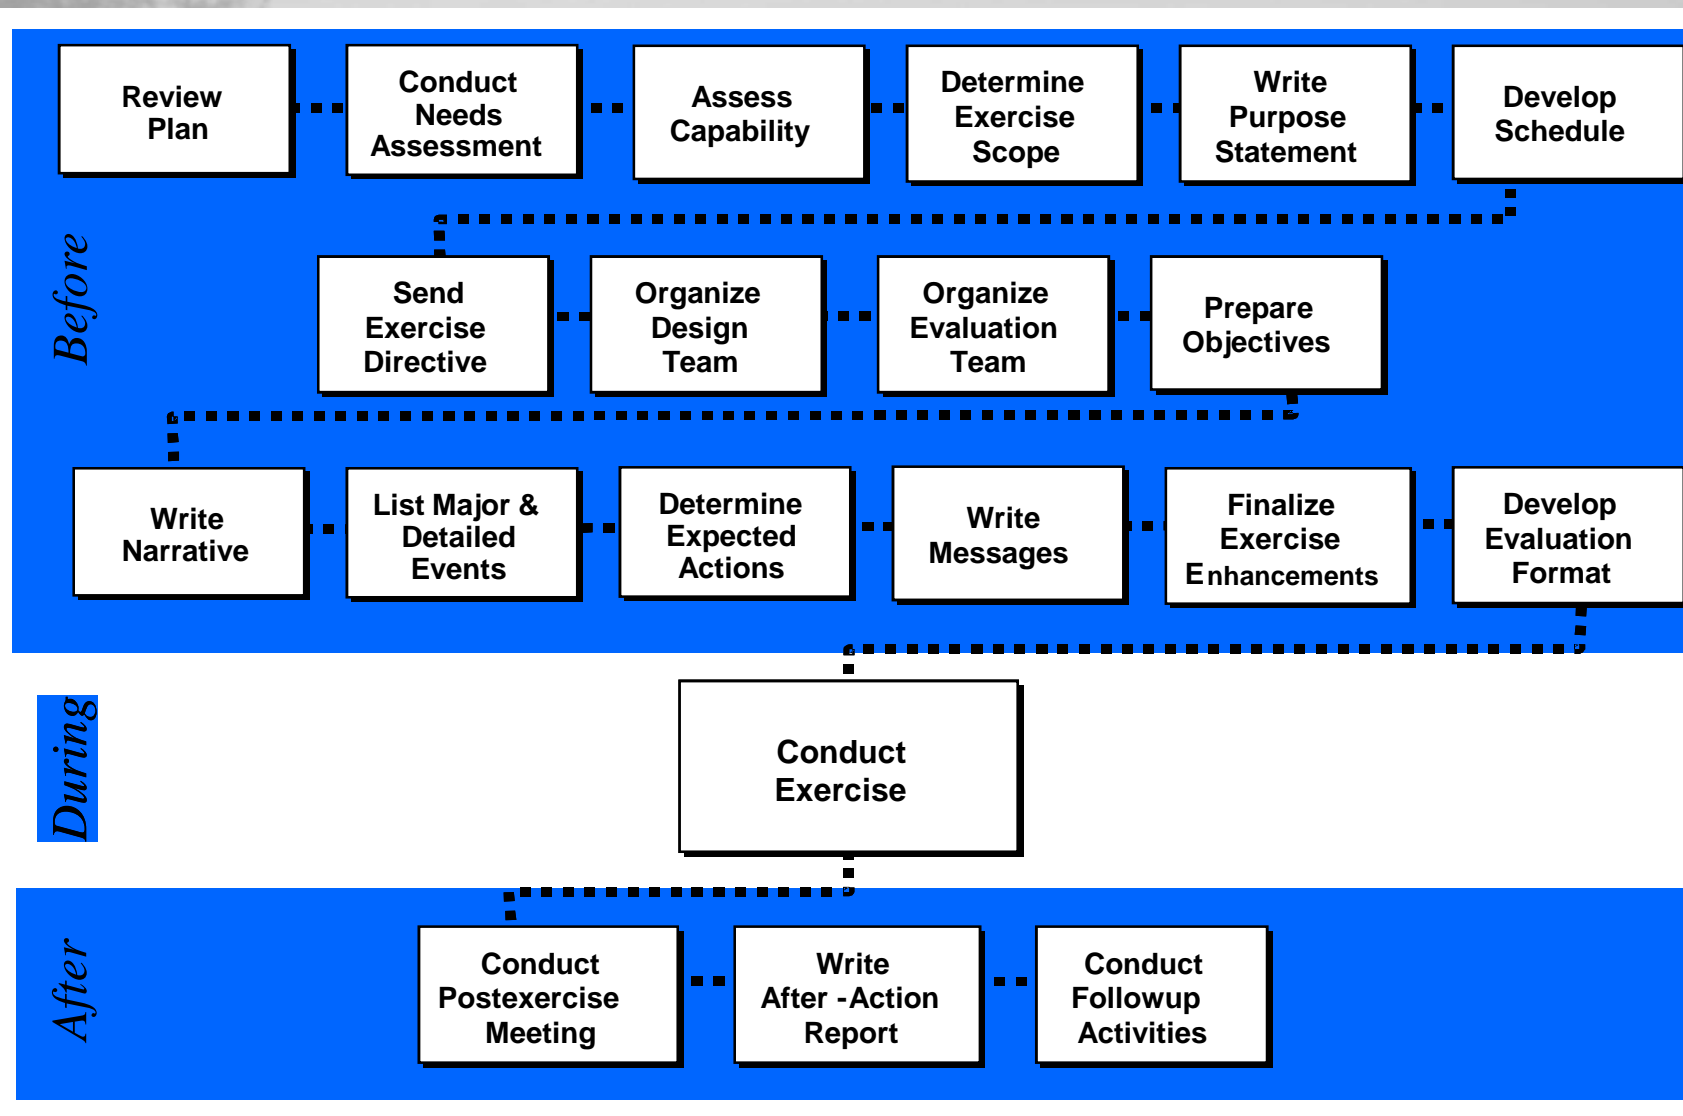 Review
Plan
Conduct
Needs
Assessment
Assess
Capability
Determine
Exercise
Scope
Write
Purpose
Statement
Develop
Schedule
Before
Send
Exercise
Directive
Organize
Design
Team
Organize
Evaluation
Team
Prepare
Objectives
Write
Narrative
List Major &
Detailed
Events
Determine
Expected
Actions
Write
Messages
Finalize
Exercise
Enhancements
Develop
Evaluation
Format
During
Conduct
Exercise
After
Conduct
Postexercise
Meeting
Write
After -Action
Report
Conduct
Followup
Activities